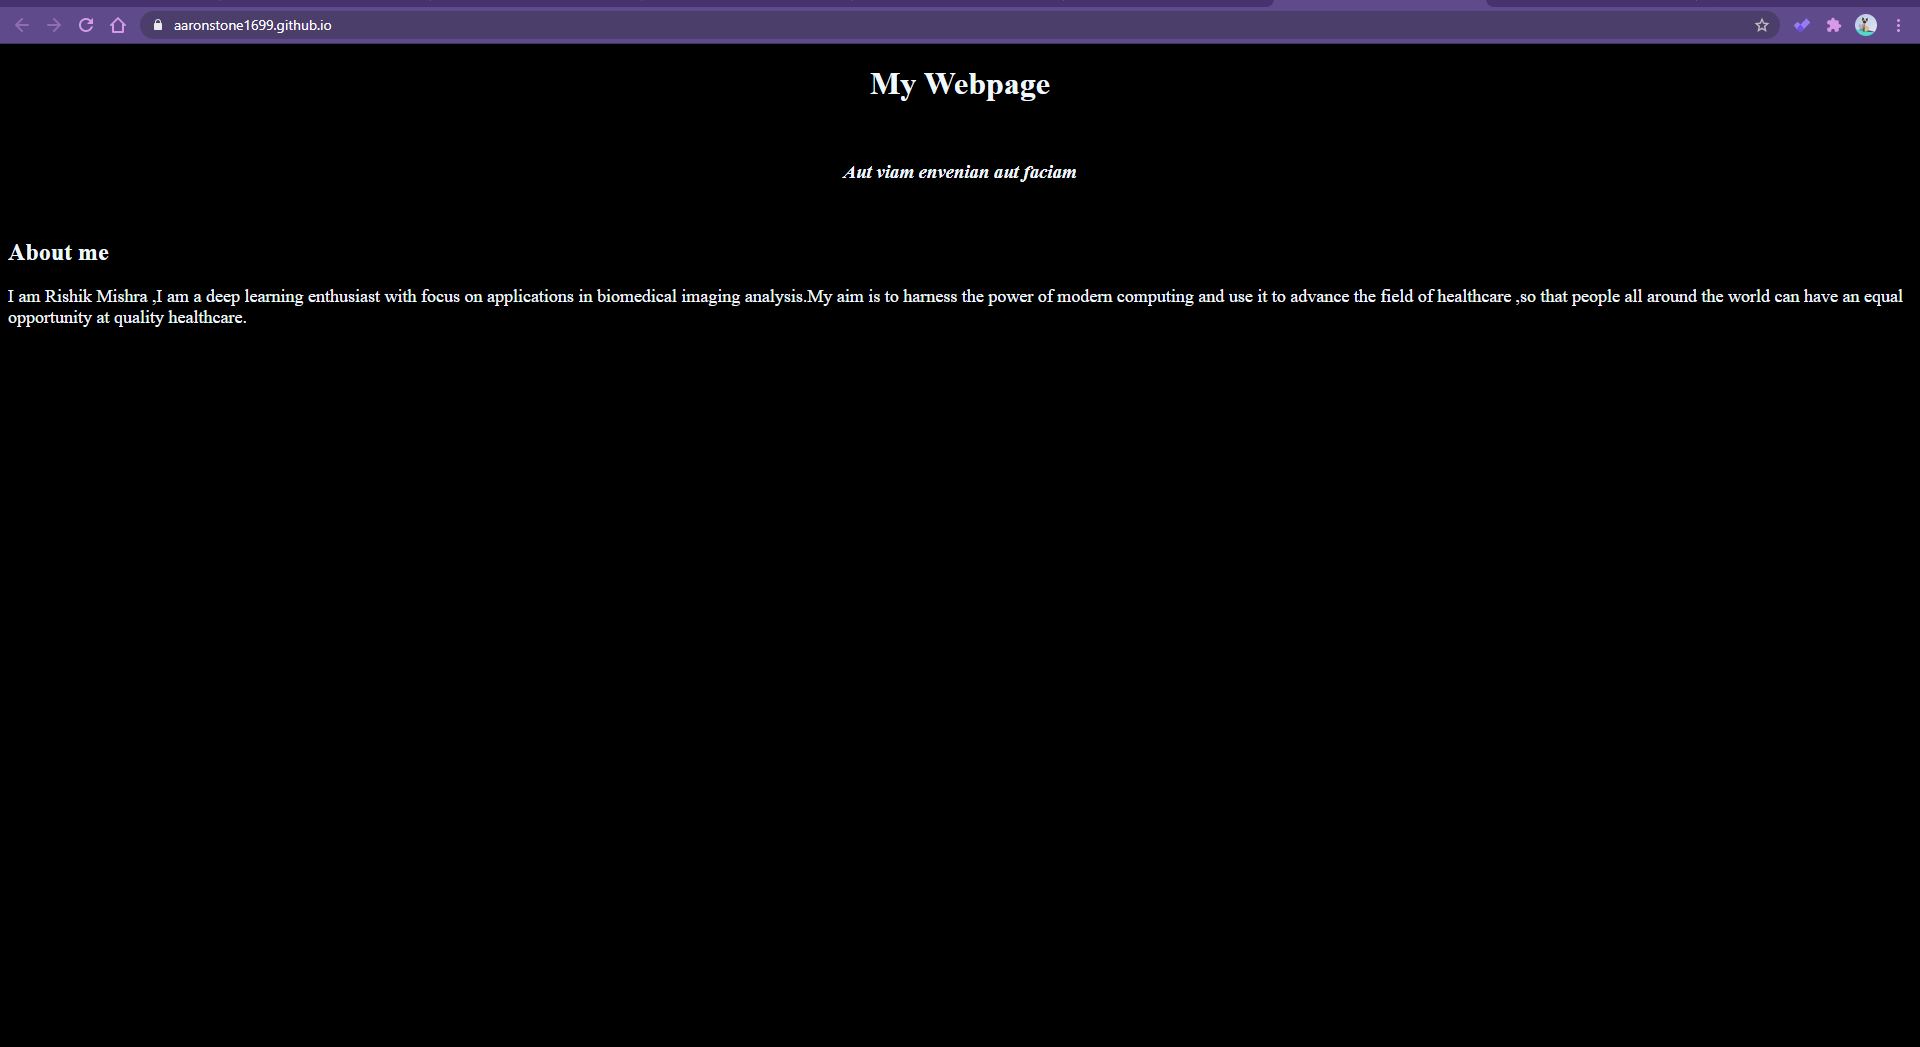 aaronstone1699.github.io
My Webpage
Aut viam envenian aut faciam
About me
I am Rishik Mishra ,I am a deep learning enthusiast with focus on applications in biomedical imaging analysis.My aim is to harness the power of modern computing and use it to advance the field of healthcare ,so that people all around the world can have an equal
opportunity at quality healthcare.